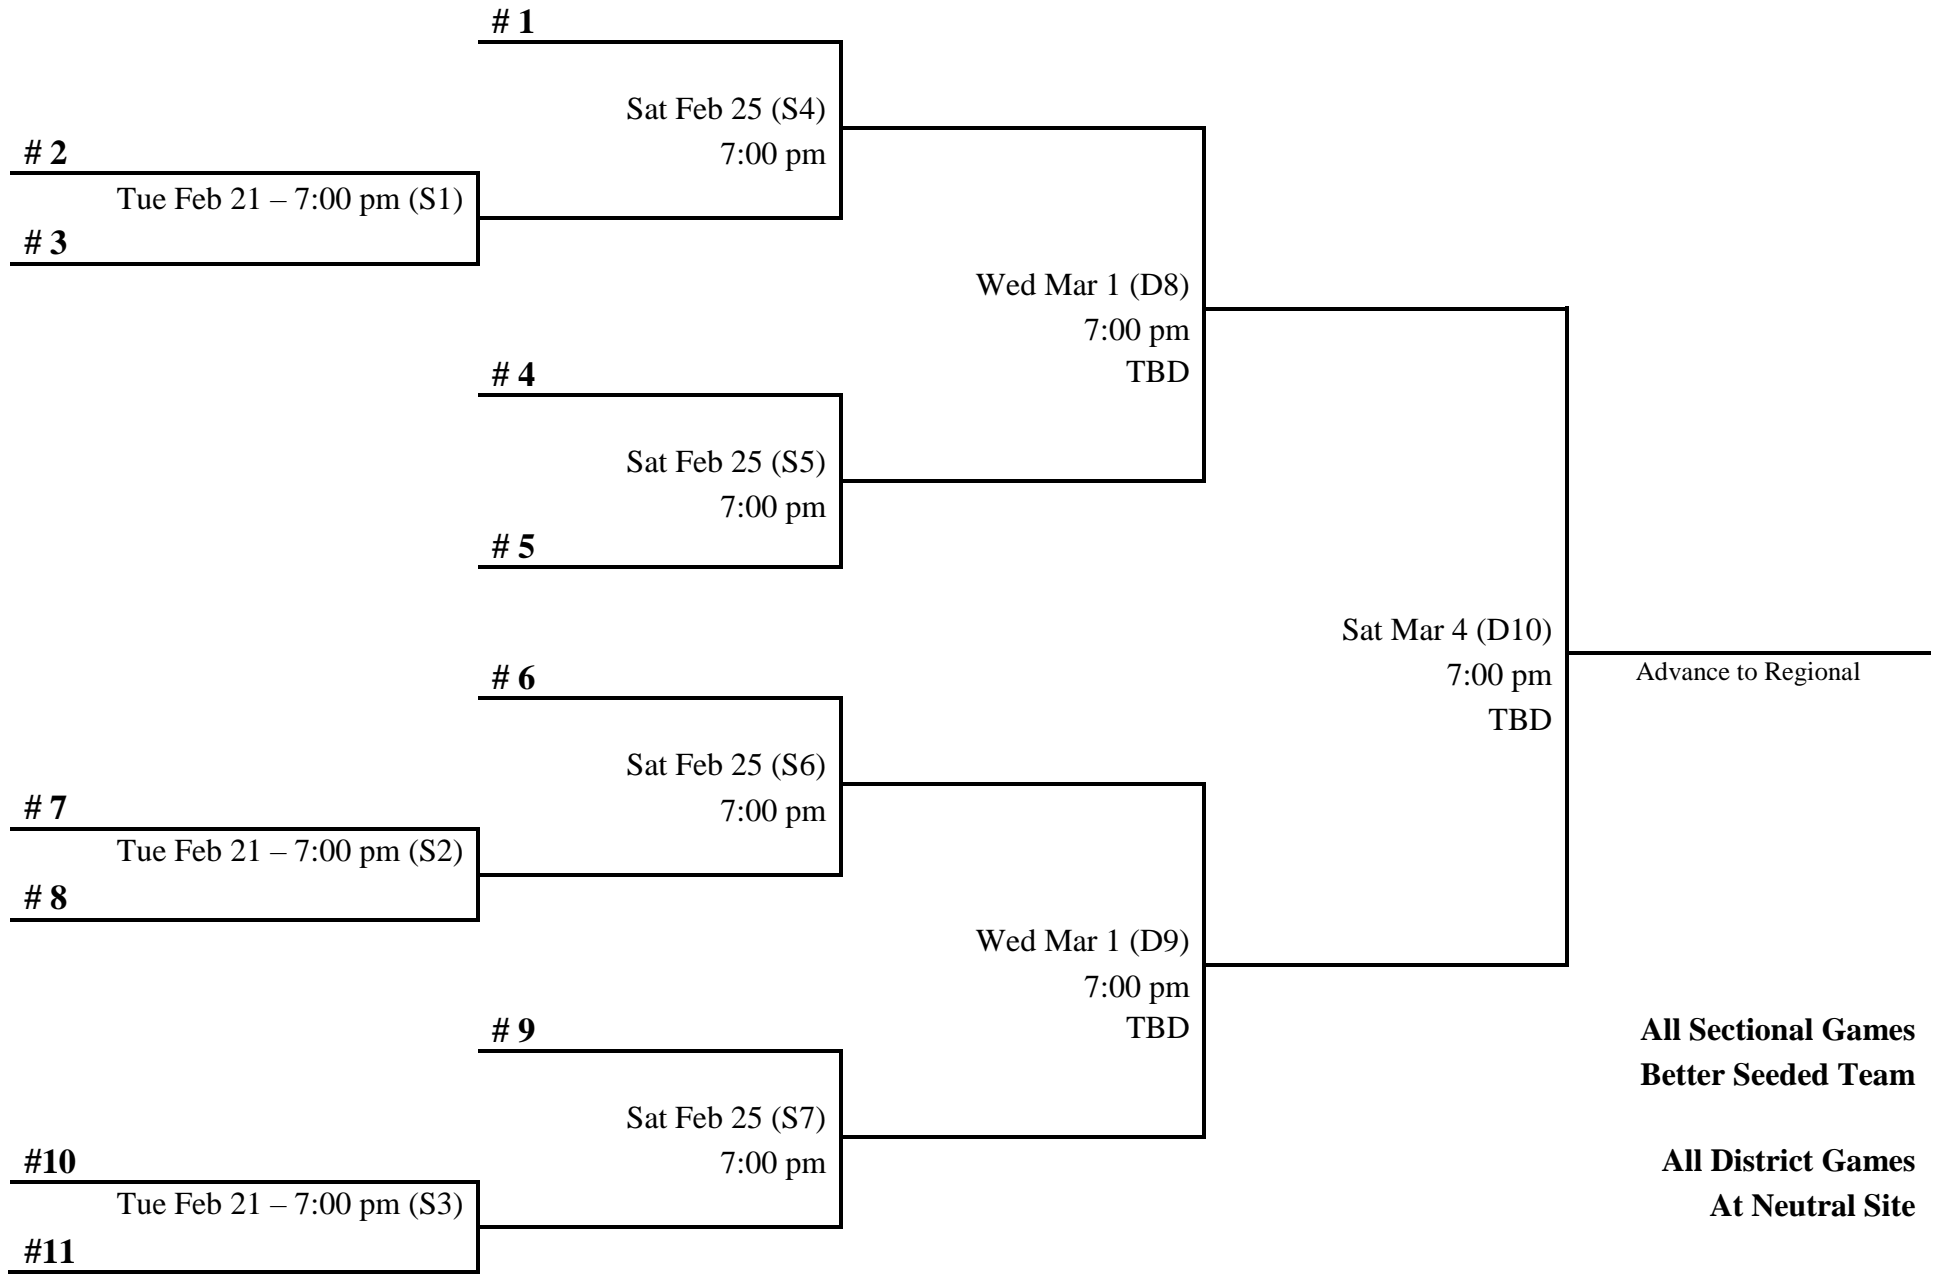 # 1
Sat Feb 25 (S4)
7:00 pm
# 2
Tue Feb 21 – 7:00 pm (S1)
# 3
Wed Mar 1 (D8)
7:00 pm
TBD
# 4
Sat Feb 25 (S5)
7:00 pm
# 5
Sat Mar 4 (D10)
7:00 pm
TBD
Advance to Regional
# 6
Sat Feb 25 (S6)
7:00 pm
# 7
Tue Feb 21 – 7:00 pm (S2)
# 8
Wed Mar 1 (D9)
7:00 pm
TBD
# 9
Sat Feb 25 (S7)
7:00 pm
#10
Tue Feb 21 – 7:00 pm (S3)
#11
All Sectional Games
Better Seeded Team
All District Games
At Neutral Site